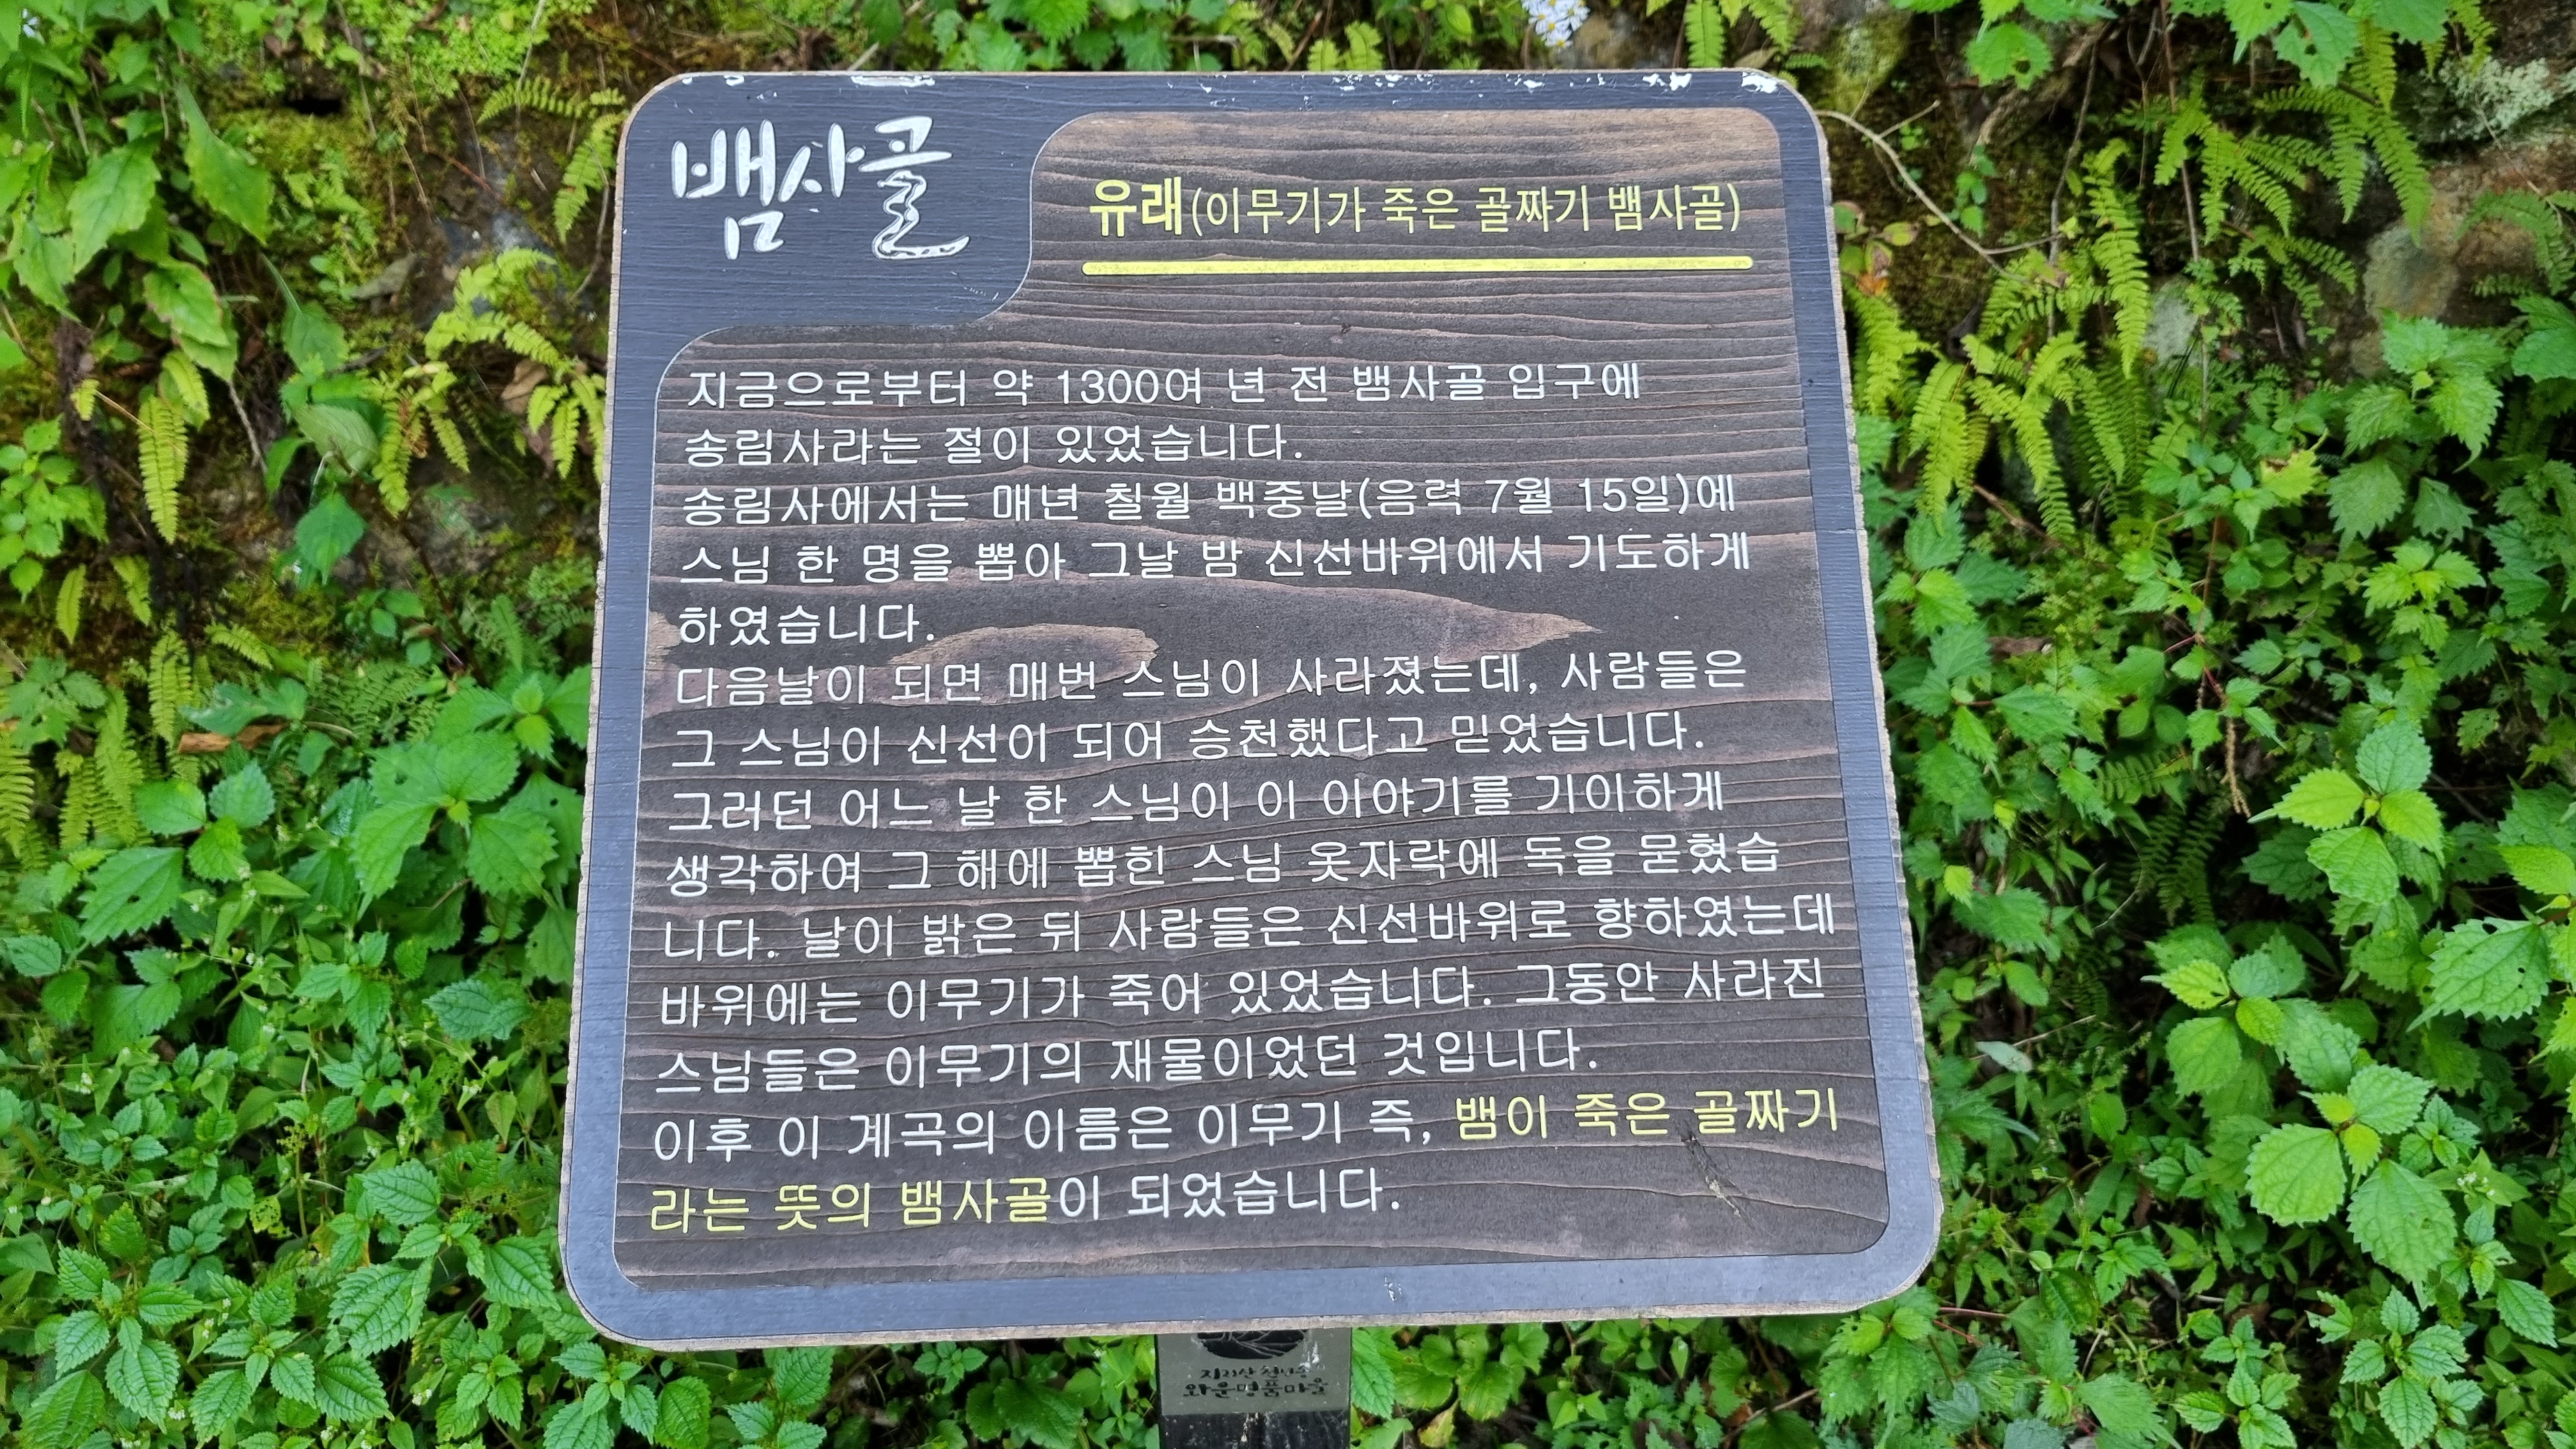 뱀사골
유래(이무기가 죽은 골짜기 뱀사골)
지금으로부터 약 1300여 년 전 뱀사골 입구에
송림사라는 절이 있었습니다.
송림사에서는 매년 칠월 백중날(음력 7월 15일)에
스님 한 명을 뽑아 그날 밤 신선바위에서 기도하게
하였습니다.
다음날이 되면 매번 스님이 사라졌는데, 사람들은
그 스님이 신선이 되어 승천했다고 믿었습니다.
그러던 어느 날 한 스님이 이 이야기를 기이하게
생각하여 그 해에 뽑힌 스님 옷자락에 독을 묻혔습
니다. 날이 밝은 뒤 사람들은 신선바위로 향하였는데
바위에는 이무기가 죽어 있었습니다. 그동안 사라진
스님들은 이무기의 재물이었던 것입니다.
이후 이 계곡의 이름은 이무기 즉, 뱀이 죽은 골짜기
라는 뜻의 뱀사골이 되었습니다.
지리산 천년송
와운명품마을